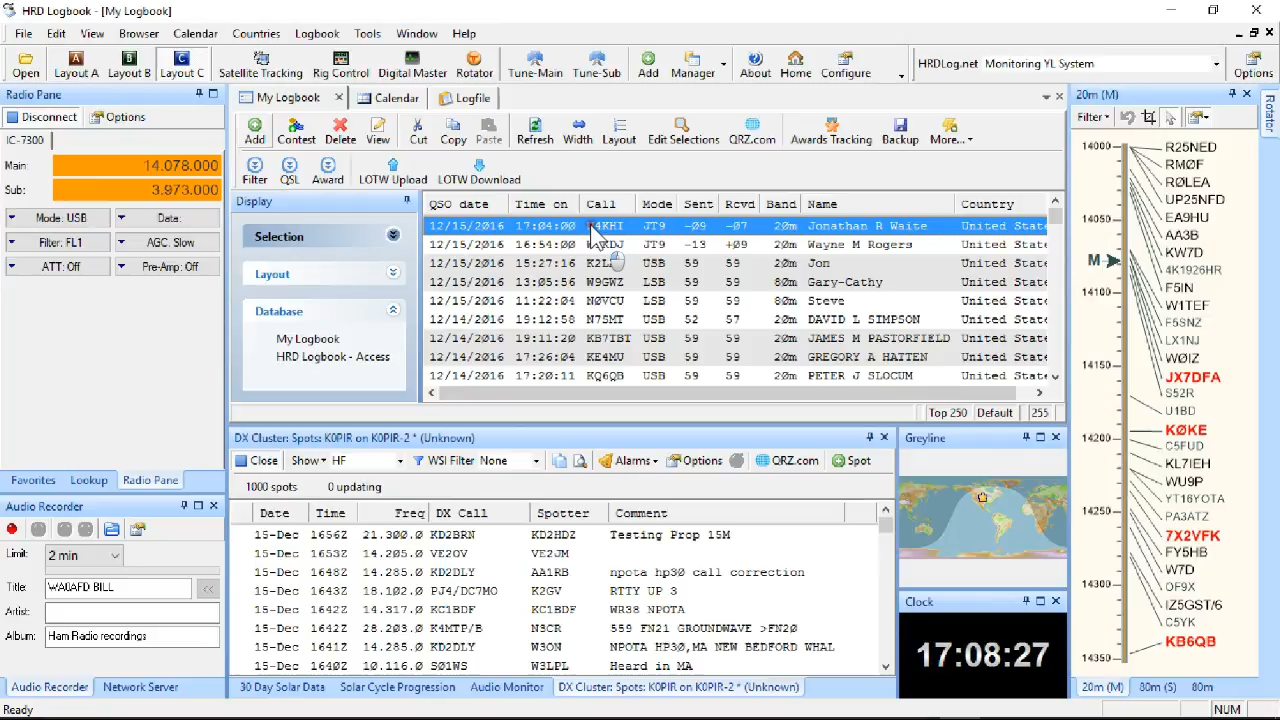 HRD Logbook - [My Logbook]
File Edit View Browser Calendar Countries Logbook Tools Window Help
Open Layout A Layout B Layout C Satellite Tracking Rig Control Digital Master Rotator Tune-Main Tune-Sub Add Manager About Home Configure HRDLog.net Monitoring YL System Options
Radio Pane
Disconnect Options
IC-7300
Main: 14.078.000
Sub: 3.973.000
Mode: USB Data:
Filter: FL1 AGC: Slow
ATT: Off Pre-Amp: Off
Favorites Lookup Radio Pane
Audio Recorder
Limit: 2 min
Title: WA0AFD BILL <<
Artist:
Album: Ham Radio recordings
Audio Recorder Network Server
Ready
My Logbook Calendar Logfile
Add Contest Delete View Cut Copy Paste Refresh Width Layout Edit Selections QRZ.com Awards Tracking Backup More...
Filter QSL Award LOTW Upload LOTW Download
Display
Selection
Layout
Database
My Logbook
HRD Logbook - Access
QSO date Time on Call Mode Sent Rcvd Band Name Country
12/15/2016 17:04:00 JT9 -09 -07 20m Jonathan R Waite United State
12/15/2016 16:54:00 JT9 -13 +09 20m Wayne M Rogers United State
12/15/2016 15:27:16 USB 59 59 20m Jon United State
12/15/2016 13:05:56 W9GWZ LSB 59 59 80m Gary-Cathy United State
12/15/2016 11:22:04 NØVCU LSB 59 59 80m Steve United State
12/14/2016 19:12:58 N7SMT USB 52 57 20m DAVID L SIMPSON United State
12/14/2016 19:11:20 KB7TBT USB 59 59 20m JAMES M PASTORFIELD United State
12/14/2016 17:26:04 KE4MU USB 59 59 20m GREGORY A HATTEN United State
12/14/2016 17:20:11 KQ6QB USB 59 59 20m PETER J SLOCUM United State
Top 250 Default 255
DX Cluster: Spots: K0PIR on K0PIR-2 * (Unknown)
Close Show HF WSI Filter None Alarms Options QRZ.com Spot
1000 spots 0 updating
Date Time Freq DX Call Spotter Comment
15-Dec 1656Z 21.300.0 KD2BRN KD2HDZ Testing Prop 15M
15-Dec 1653Z 14.205.0 VE2OV VE2JM
15-Dec 1648Z 14.285.0 KD2DLY AA1RB npota hp30 call correction
15-Dec 1643Z 18.102.0 PJ4/DC7MO K2GV RTTY UP 3
15-Dec 1642Z 14.317.0 KC1BDF KC1BDF WR38 NPOTA
15-Dec 1642Z 28.203.0 K4MTP/B N3CR 559 FN21 GROUNDWAVE >FN20
15-Dec 1640Z 14.285.0 KD2DLY KD2DLY NPOTA HP30,MA NEW BEDFORD WHAL
15-Dec 1640Z 10.116.0 S01WS W3LPL Heard in MA
30 Day Solar Data Solar Cycle Progression Audio Monitor DX Cluster: Spots: K0PIR on K0PIR-2 * (Unknown)
Greyline
Clock
17:08:27
20m (M)
Filter
14000
14050
14100
14150
14200
14250
14300
14350
M
R25NED
RMØF
RØLEA
UP25NFD
EA9HU
AA3B
KW7D
4K1926HR
F5IN
W1TEF
F5SNZ
LX1NJ
WØIZ
JX7DFA
S52R
U1BD
KØKE
C5FUD
KL7IEH
WU9P
YT16YOTA
PA3ATZ
7X2VFK
FY5HB
W7D
OF9X
IZ5GST/6
C5YK
KB6QB
20m (M) 80m (S) 80m
Rotator
NUM